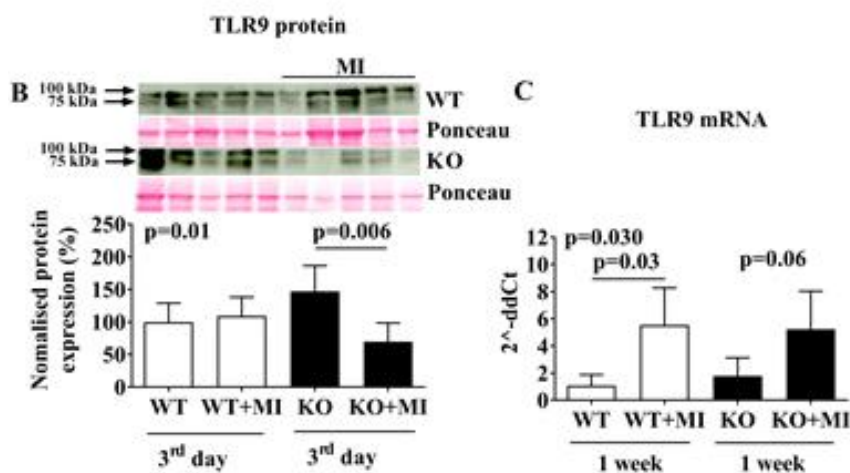 TLR9 protein
B
MI
100 kDa
75 kDa
WT
Ponceau
100 kDa
75 kDa
KO
Ponceau
Nomalised protein
expression (%)
250
200
150
100
50
0
p=0.01
p=0.006
WT WT+MI KO KO+MI
3rd day 3rd day
C
TLR9 mRNA
2^-ddCt
12
10
8
6
4
2
0
p=0.030
p=0.03
p=0.06
WT WT+MI KO KO+MI
1 week 1 week